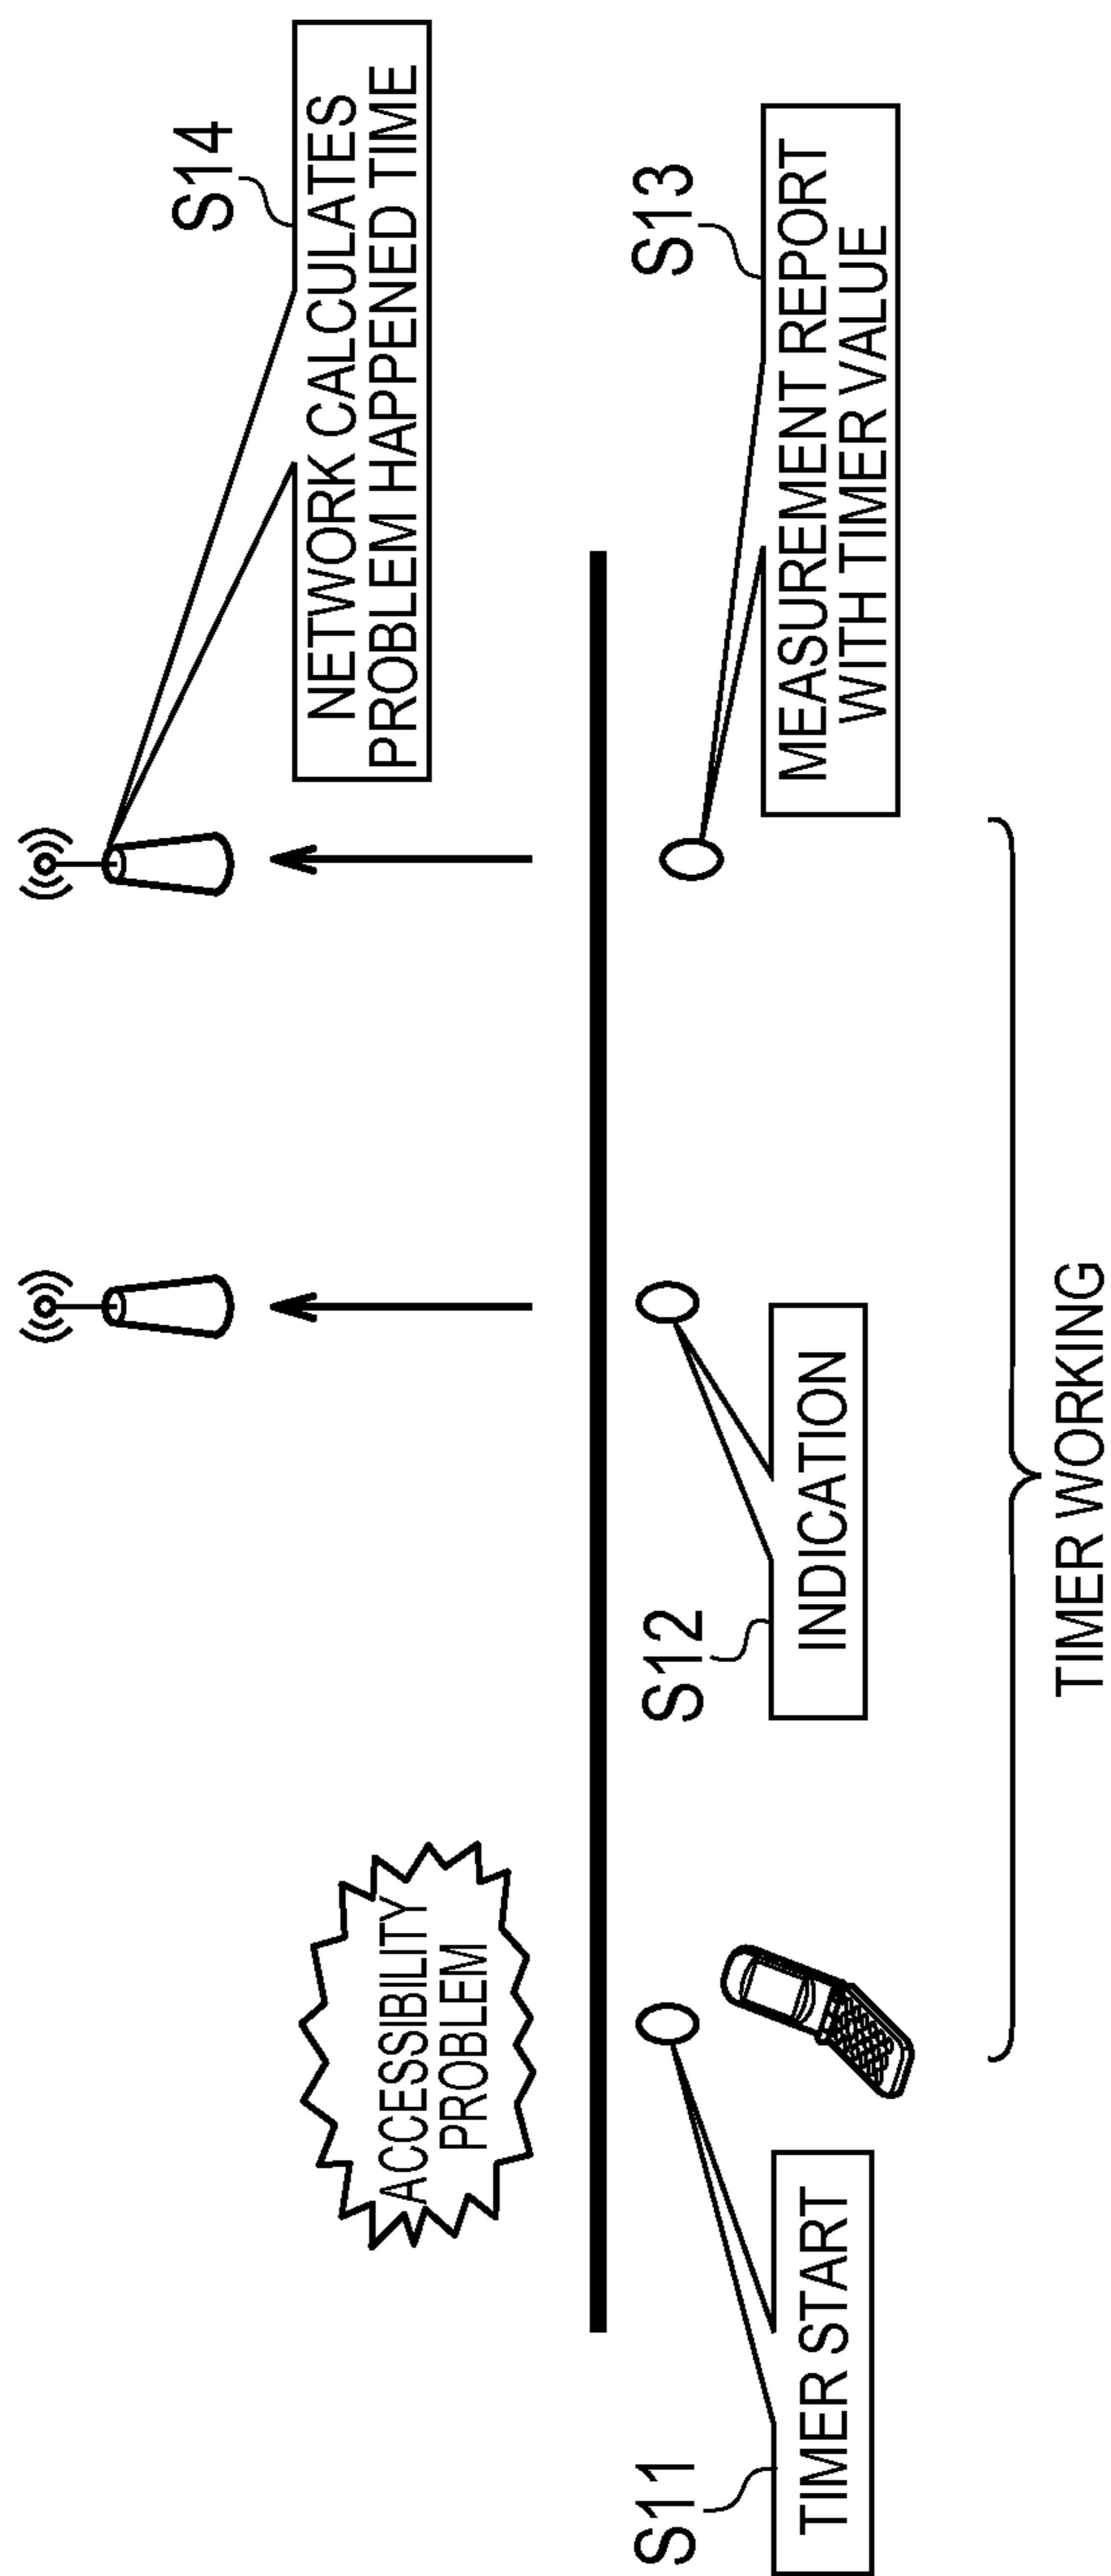 S14
NETWORK CALCULATES
PROBLEM HAPPENED TIME
ACCESSIBILITY
PROBLEM
S11
TIMER START
S12
INDICATION
S13
MEASUREMENT REPORT
WITH TIMER VALUE
TIMER WORKING